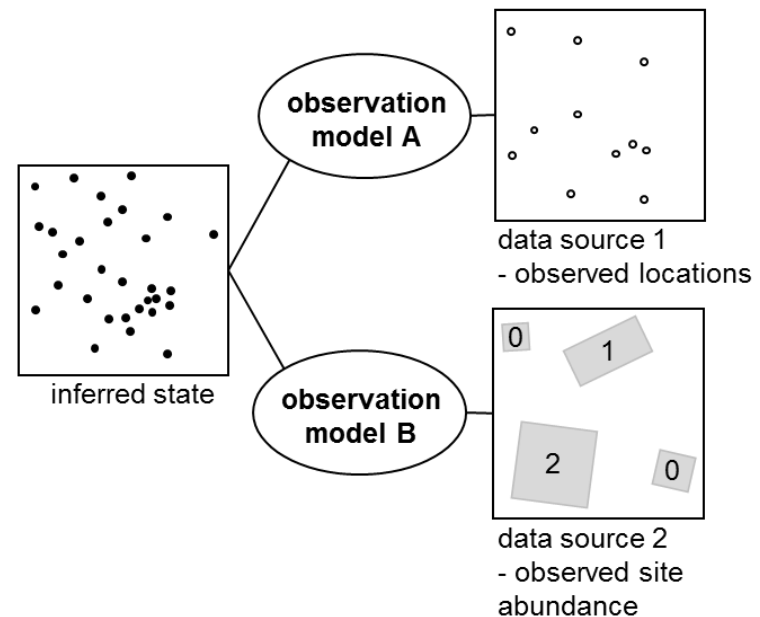 observation
model A
data source 1
- observed locations
inferred state
observation
model B
0
1
2
0
data source 2
- observed site
abundance